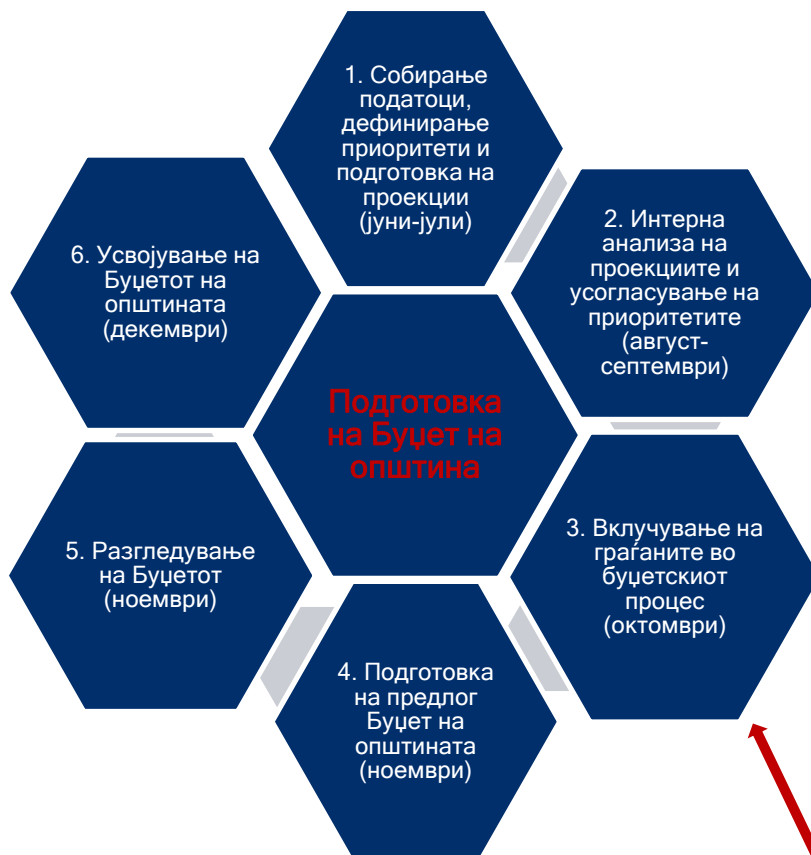 1. Собирање
податоци,
дефинирање
приоритети и
подготовка на
проекции
(јуни-јули)
2. Интерна
анализа на
проекциите и
усогласување на
приоритетите
(август-
септември)
3. Вклучување на
граѓаните во
буџетскиот
процес
(октомври)
4. Подготовка
на предлог
Буџет на
општината
(ноември)
5. Разгледување
на Буџетот
(ноември)
6. Усвојување на
Буџетот на
општината
(декември)
Подготовка
на Буџет на
општина